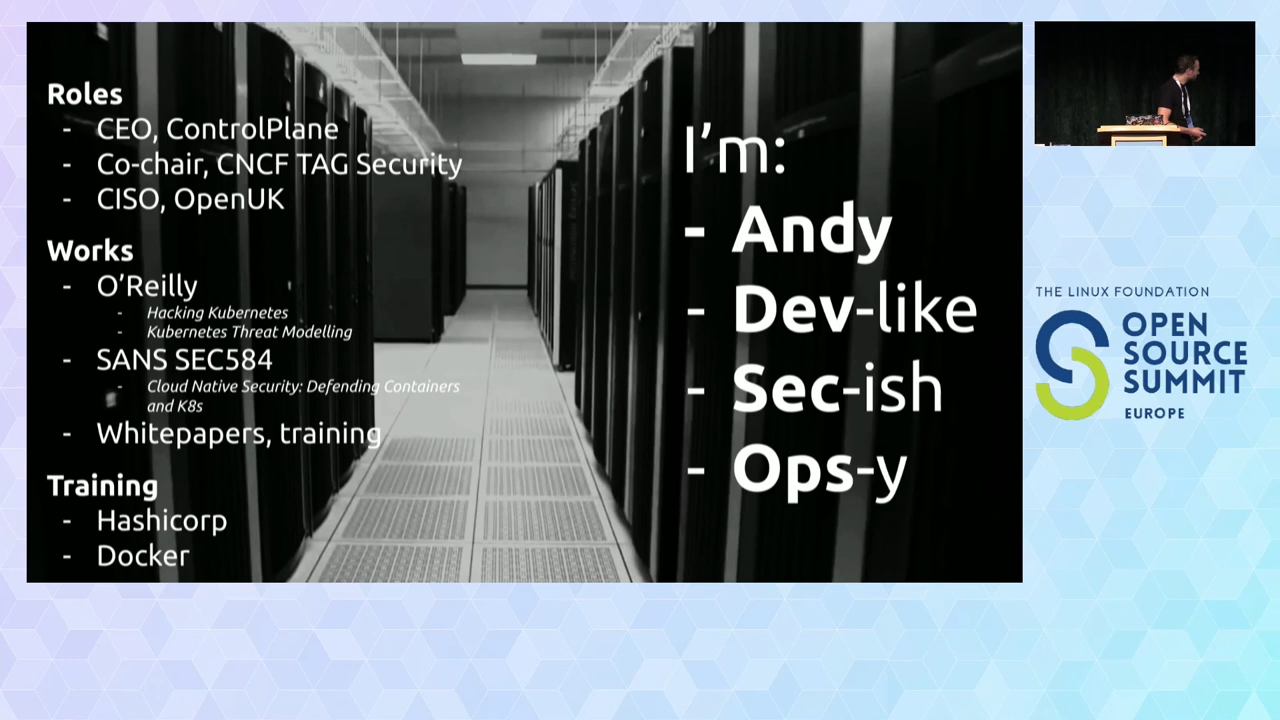 Roles
- CEO, ControlPlane
- Co-chair, CNCF TAG Security
- CISO, OpenUK
Works
- O’Reilly
- Hacking Kubernetes
- Kubernetes Threat Modelling
- SANS SEC584
- Cloud Native Security: Defending Containers
and K8s
- Whitepapers, training
Training
- Hashicorp
- Docker
I’m:
- Andy
- Dev-like
- Sec-ish
- Ops-y
THE LINUX FOUNDATION
OPEN
SOURCE
SUMMIT
EUROPE